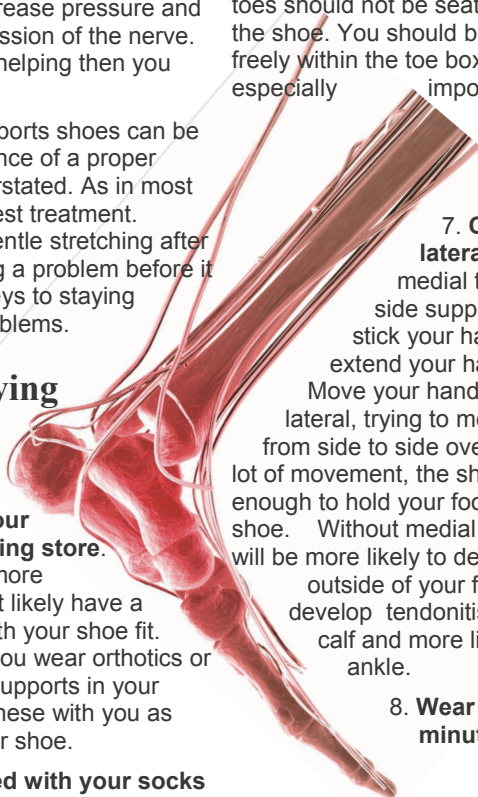 rease pressure and
ssion of the nerve.
helping then you
ports shoes can be
nce of a proper
rstated. As in most
est treatment.
entle stretching after
g a problem before it
eys to staying
blems.
ying
our
ing store.
more
t likely have a
th your shoe fit.
ou wear orthotics or
supports in your
hese with you as
r shoe.
ed with your socks
toes should not be seat
the shoe. You should be
freely within the toe box
especially impo
7. C
latera
medial t
side suppo
stick your ha
extend your ha
Move your hand
lateral, trying to mo
from side to side over
lot of movement, the sh
enough to hold your foo
shoe. Without medial
will be more likely to de
outside of your f
develop tendonitis
calf and more li
ankle.
8. Wear
minut